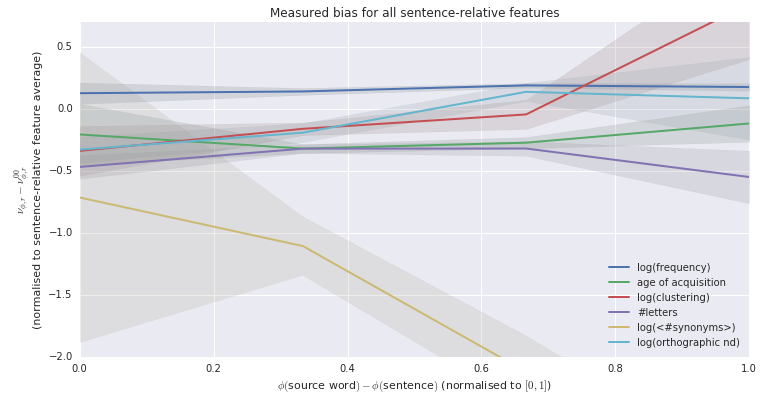 Measured bias for all sentence-relative features
0.5
0.0
−0.5
−1.0
−1.5
−2.0
ν_{φ,r} − ν^{00}_{φ,r}
(normalised to sentence-relative feature average)
log(frequency)
age of acquisition
log(clustering)
#letters
log(<#synonyms>)
log(orthographic nd)
0.0 0.2 0.4 0.6 0.8 1.0
ϕ(source word) − ϕ(sentence) (normalised to [0, 1])